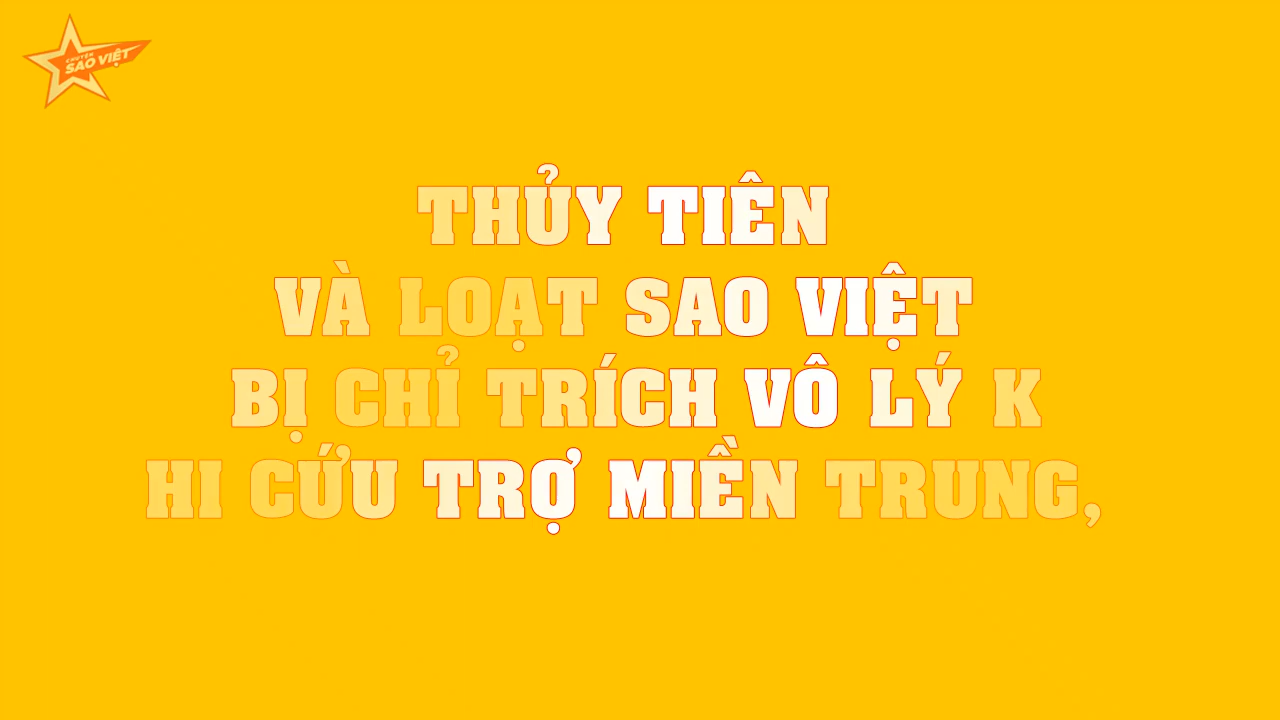 CHUYỆN
SAO VIỆT
THỦY TIÊN
VÀ LOẠT SAO VIỆT
BỊ CHỈ TRÍCH VÔ LÝ K
HI CỨU TRỢ MIỀN TRUNG,